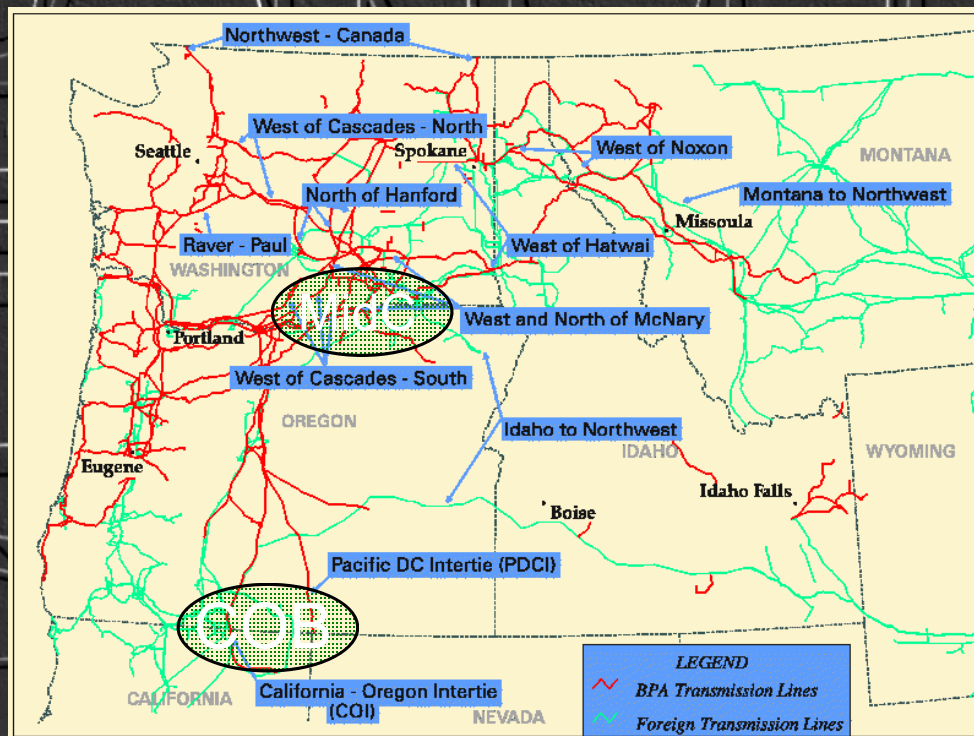 Northwest - Canada
West of Cascades - North
Seattle
Spokane
West of Noxon
MONTANA
North of Hanford
Montana to Northwest
Missoula
Raver - Paul
West of Hatwai
WASHINGTON
MidC
West and North of McNary
Portland
West of Cascades - South
OREGON
Idaho to Northwest
IDAHO
WYOMING
Eugene
Idaho Falls
Boise
Pacific DC Intertie (PDCI)
COB
California - Oregon Intertie
(COI)
CALIFORNIA
NEVADA
LEGEND
BPA Transmission Lines
Foreign Transmission Lines